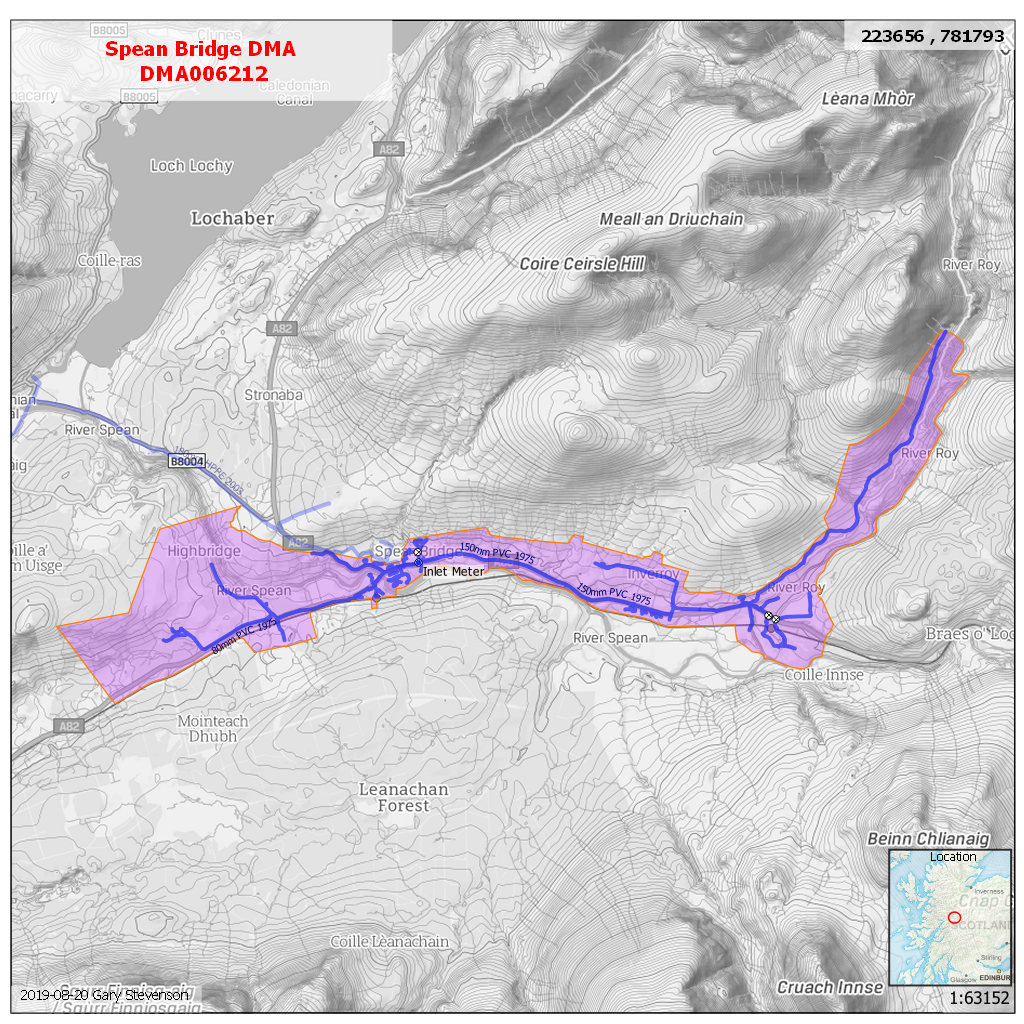 B8005
Clunes
Spean Bridge DMA
DMA006212
223656 , 781793
B8005
Caledonian
Canal
Lèana Mhòr
A82
Loch Lochy
Lochaber
Meall an Driuchain
Coille-ras
Coire Ceirsle Hill
River Roy
A82
Stronaba
River Spean
B8004
River Roy
A82
Highbridge
Spean Bridge
150mm PVC 1975
Inlet Meter
Inverroy
River Spean
150mm PVC 1975
River Roy
80mm PVC 1975
River Spean
Braes o' Loc
Coille Innse
A82
Mointeach
Dhubh
Leanachan
Forest
Beinn Chlianaig
Location
Inverness
SCOTLAND
Stirling
Glasgow
EDINBUR
Coille Lèanachain
Cruach Innse
2019-08-20 Gary Stevenson
Sgurr Finniosgaig
1:63152